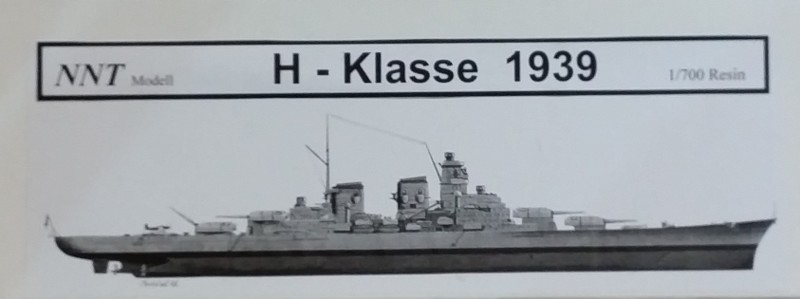 NNT Modell H - Klasse 1939 1/700 Resin